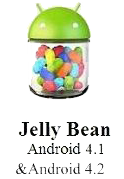 Jelly Bean
Android 4.1
&Android 4.2